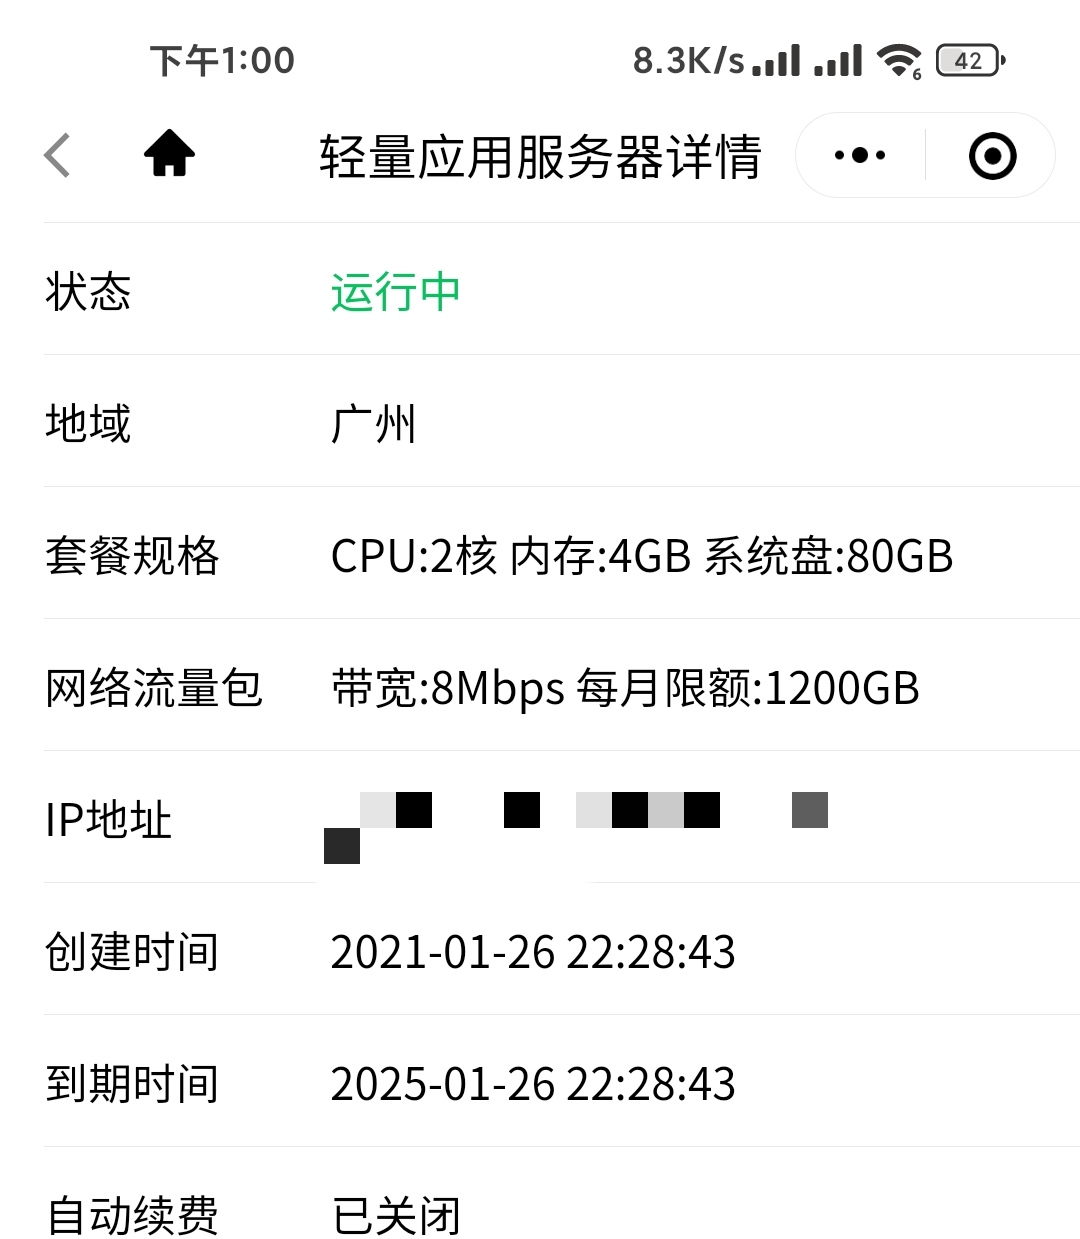 下午1:00 8.3K/s 6 42
轻量应用服务器详情
状态 运行中
地域 广州
套餐规格 CPU:2核 内存:4GB 系统盘:80GB
网络流量包 带宽:8Mbps 每月限额:1200GB
IP地址
创建时间 2021-01-26 22:28:43
到期时间 2025-01-26 22:28:43
自动续费 已关闭